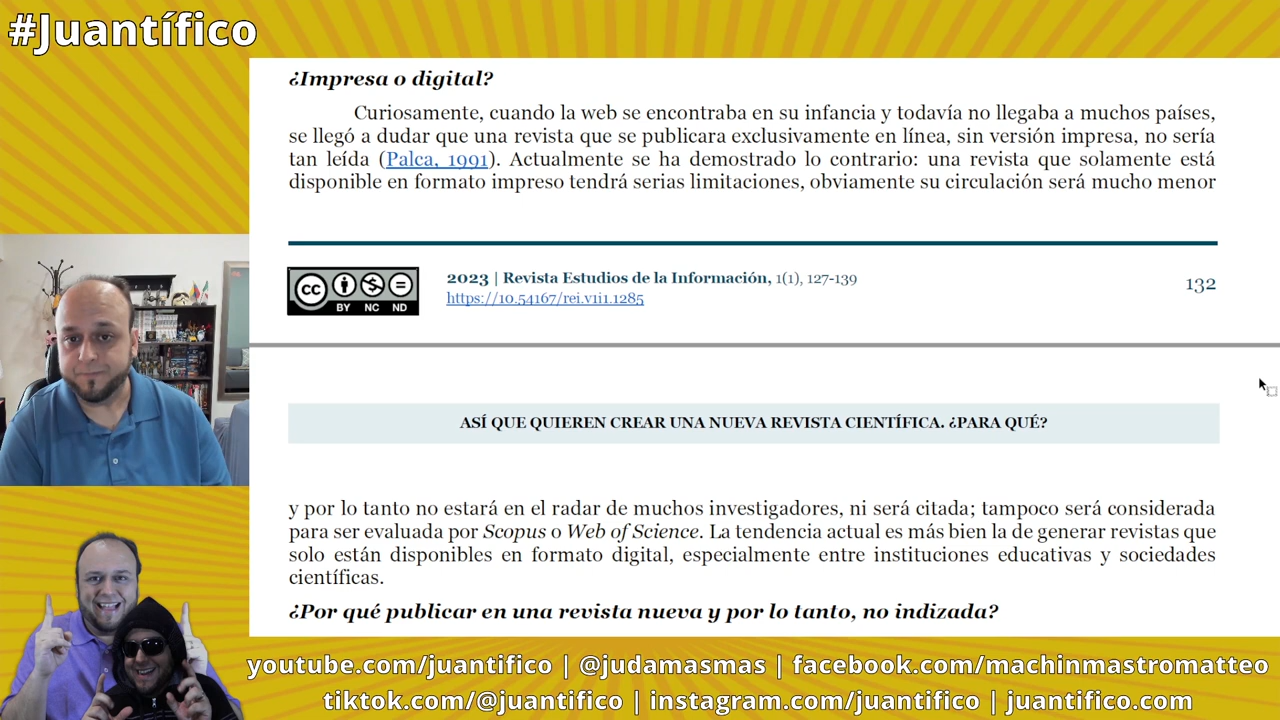 #Juantífico
¿Impresa o digital?
Curiosamente, cuando la web se encontraba en su infancia y todavía no llegaba a muchos países,
se llegó a dudar que una revista que se publicara exclusivamente en línea, sin versión impresa, no sería
tan leída (Palca, 1991). Actualmente se ha demostrado lo contrario: una revista que solamente está
disponible en formato impreso tendrá serias limitaciones, obviamente su circulación será mucho menor
cc BY NC ND
2023 | Revista Estudios de la Información, 1(1), 127-139
https://10.54167/rei.v1i1.1285
132
ASÍ QUE QUIEREN CREAR UNA NUEVA REVISTA CIENTÍFICA. ¿PARA QUÉ?
y por lo tanto no estará en el radar de muchos investigadores, ni será citada; tampoco será considerada
para ser evaluada por Scopus o Web of Science. La tendencia actual es más bien la de generar revistas que
solo están disponibles en formato digital, especialmente entre instituciones educativas y sociedades
científicas.
¿Por qué publicar en una revista nueva y por lo tanto, no indizada?
youtube.com/juantifico | @judamasmas | facebook.com/machinmastromatteo
tiktok.com/@juantifico | instagram.com/juantifico | juantifico.com